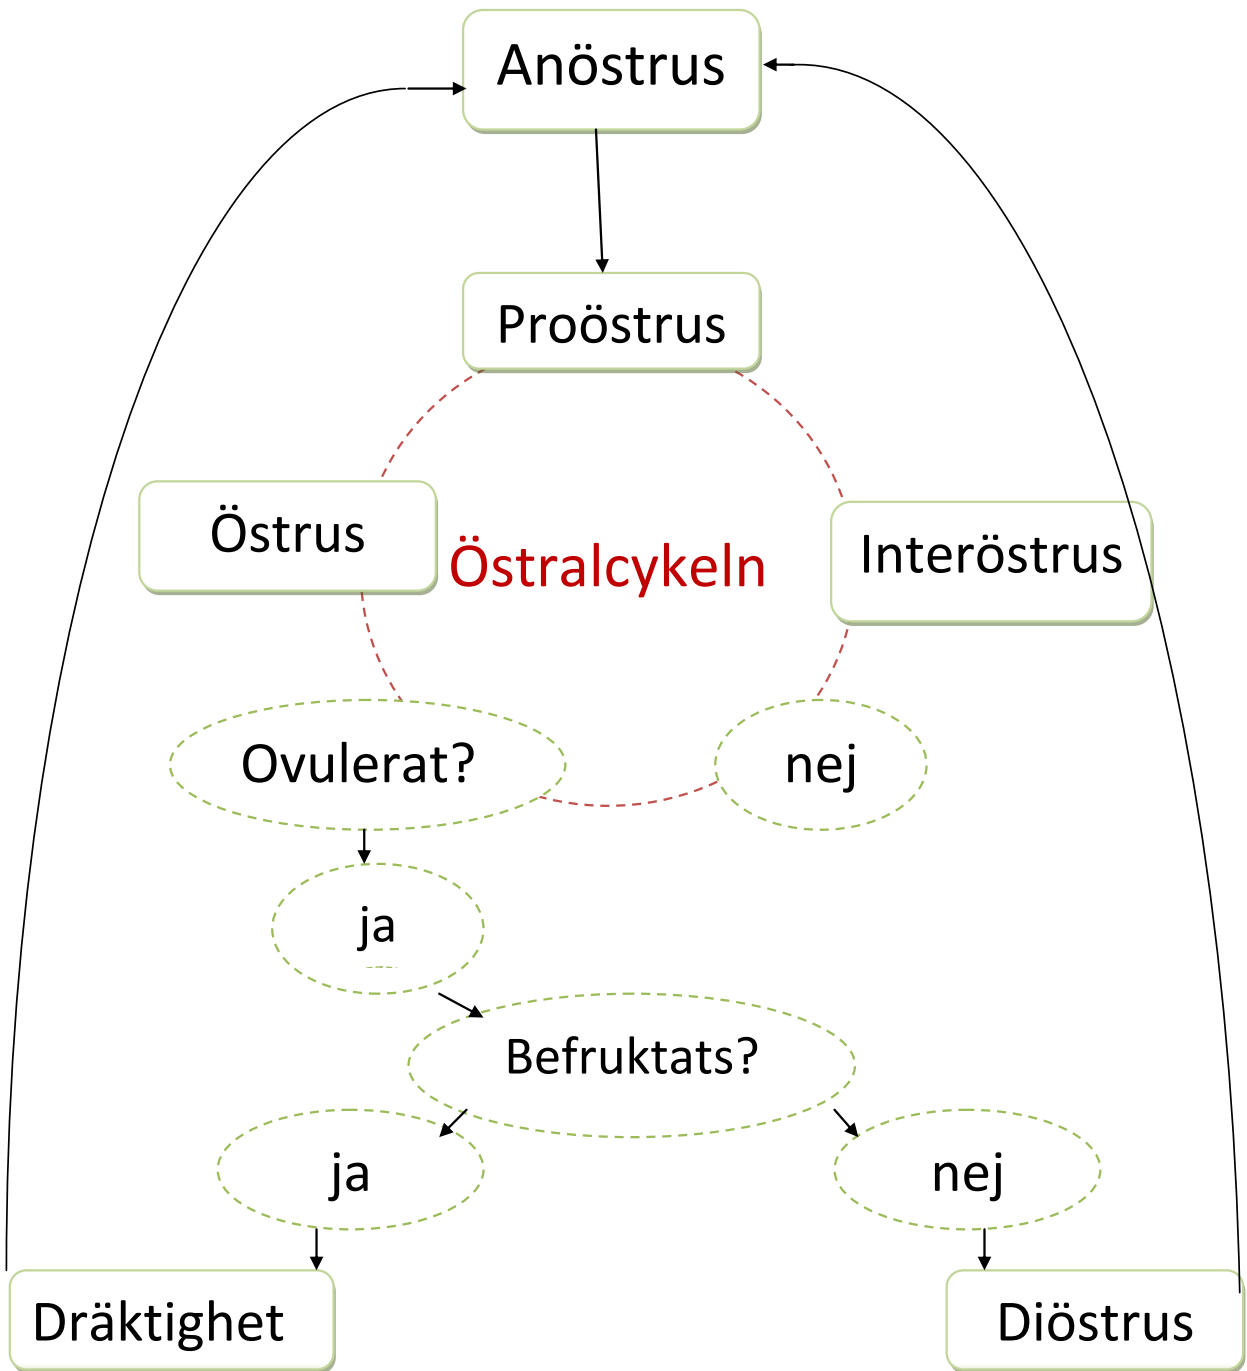 Anöstrus
Proöstrus
Östrus
Östralcykeln
Interöstrus
Ovulerat?
nej
ja
Befruktats?
ja
nej
Dräktighet
Diöstrus